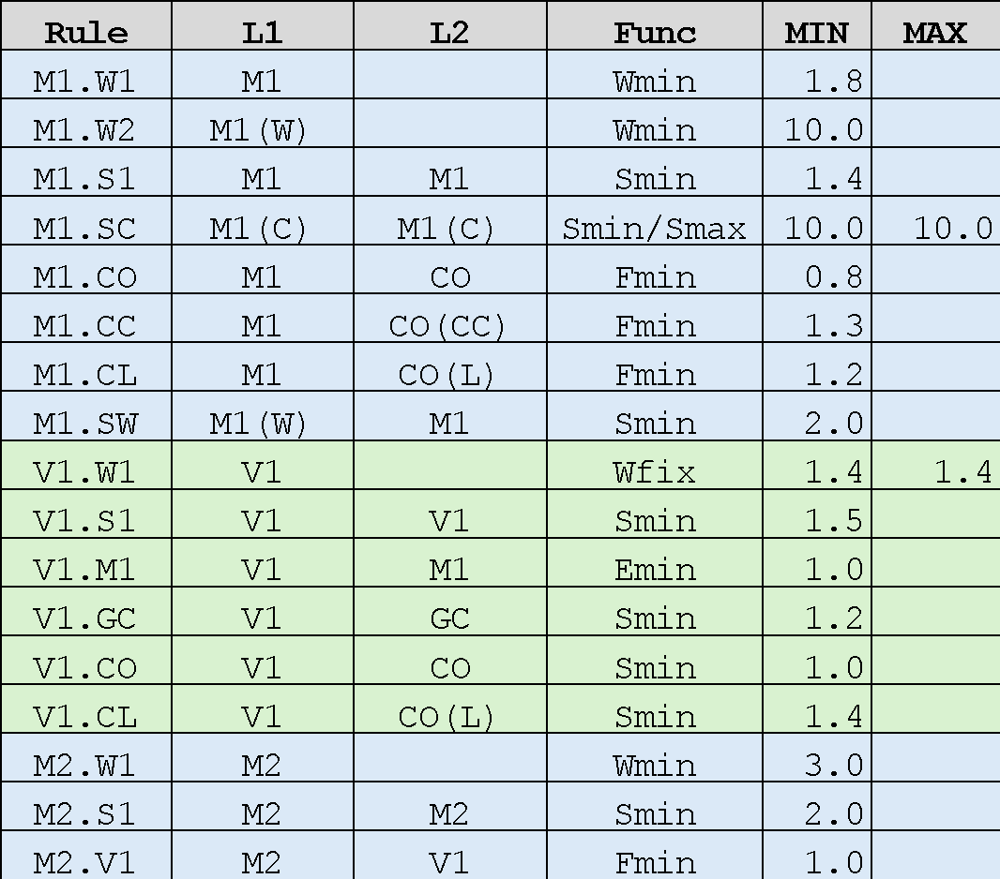 Rule L1 L2 Func MIN MAX
M1.W1 M1 Wmin 1.8
M1.W2 M1(W) Wmin 10.0
M1.S1 M1 M1 Smin 1.4
M1.SC M1(C) M1(C) Smin/Smax 10.0 10.0
M1.CO M1 CO Fmin 0.8
M1.CC M1 CO(CC) Fmin 1.3
M1.CL M1 CO(L) Fmin 1.2
M1.SW M1(W) M1 Smin 2.0
V1.W1 V1 Wfix 1.4 1.4
V1.S1 V1 V1 Smin 1.5
V1.M1 V1 M1 Emin 1.0
V1.GC V1 GC Smin 1.2
V1.CO V1 CO Smin 1.0
V1.CL V1 CO(L) Smin 1.4
M2.W1 M2 Wmin 3.0
M2.S1 M2 M2 Smin 2.0
M2.V1 M2 V1 Fmin 1.0